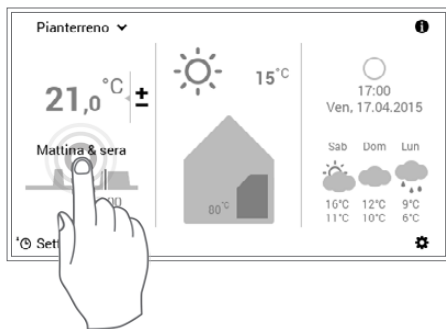 Pianterreno
21,0 °C ±
Mattina & sera
15°C
80°C
17:00
Ven, 17.04.2015
Sab Dom Lun
16°C 12°C 9°C
11°C 10°C 6°C